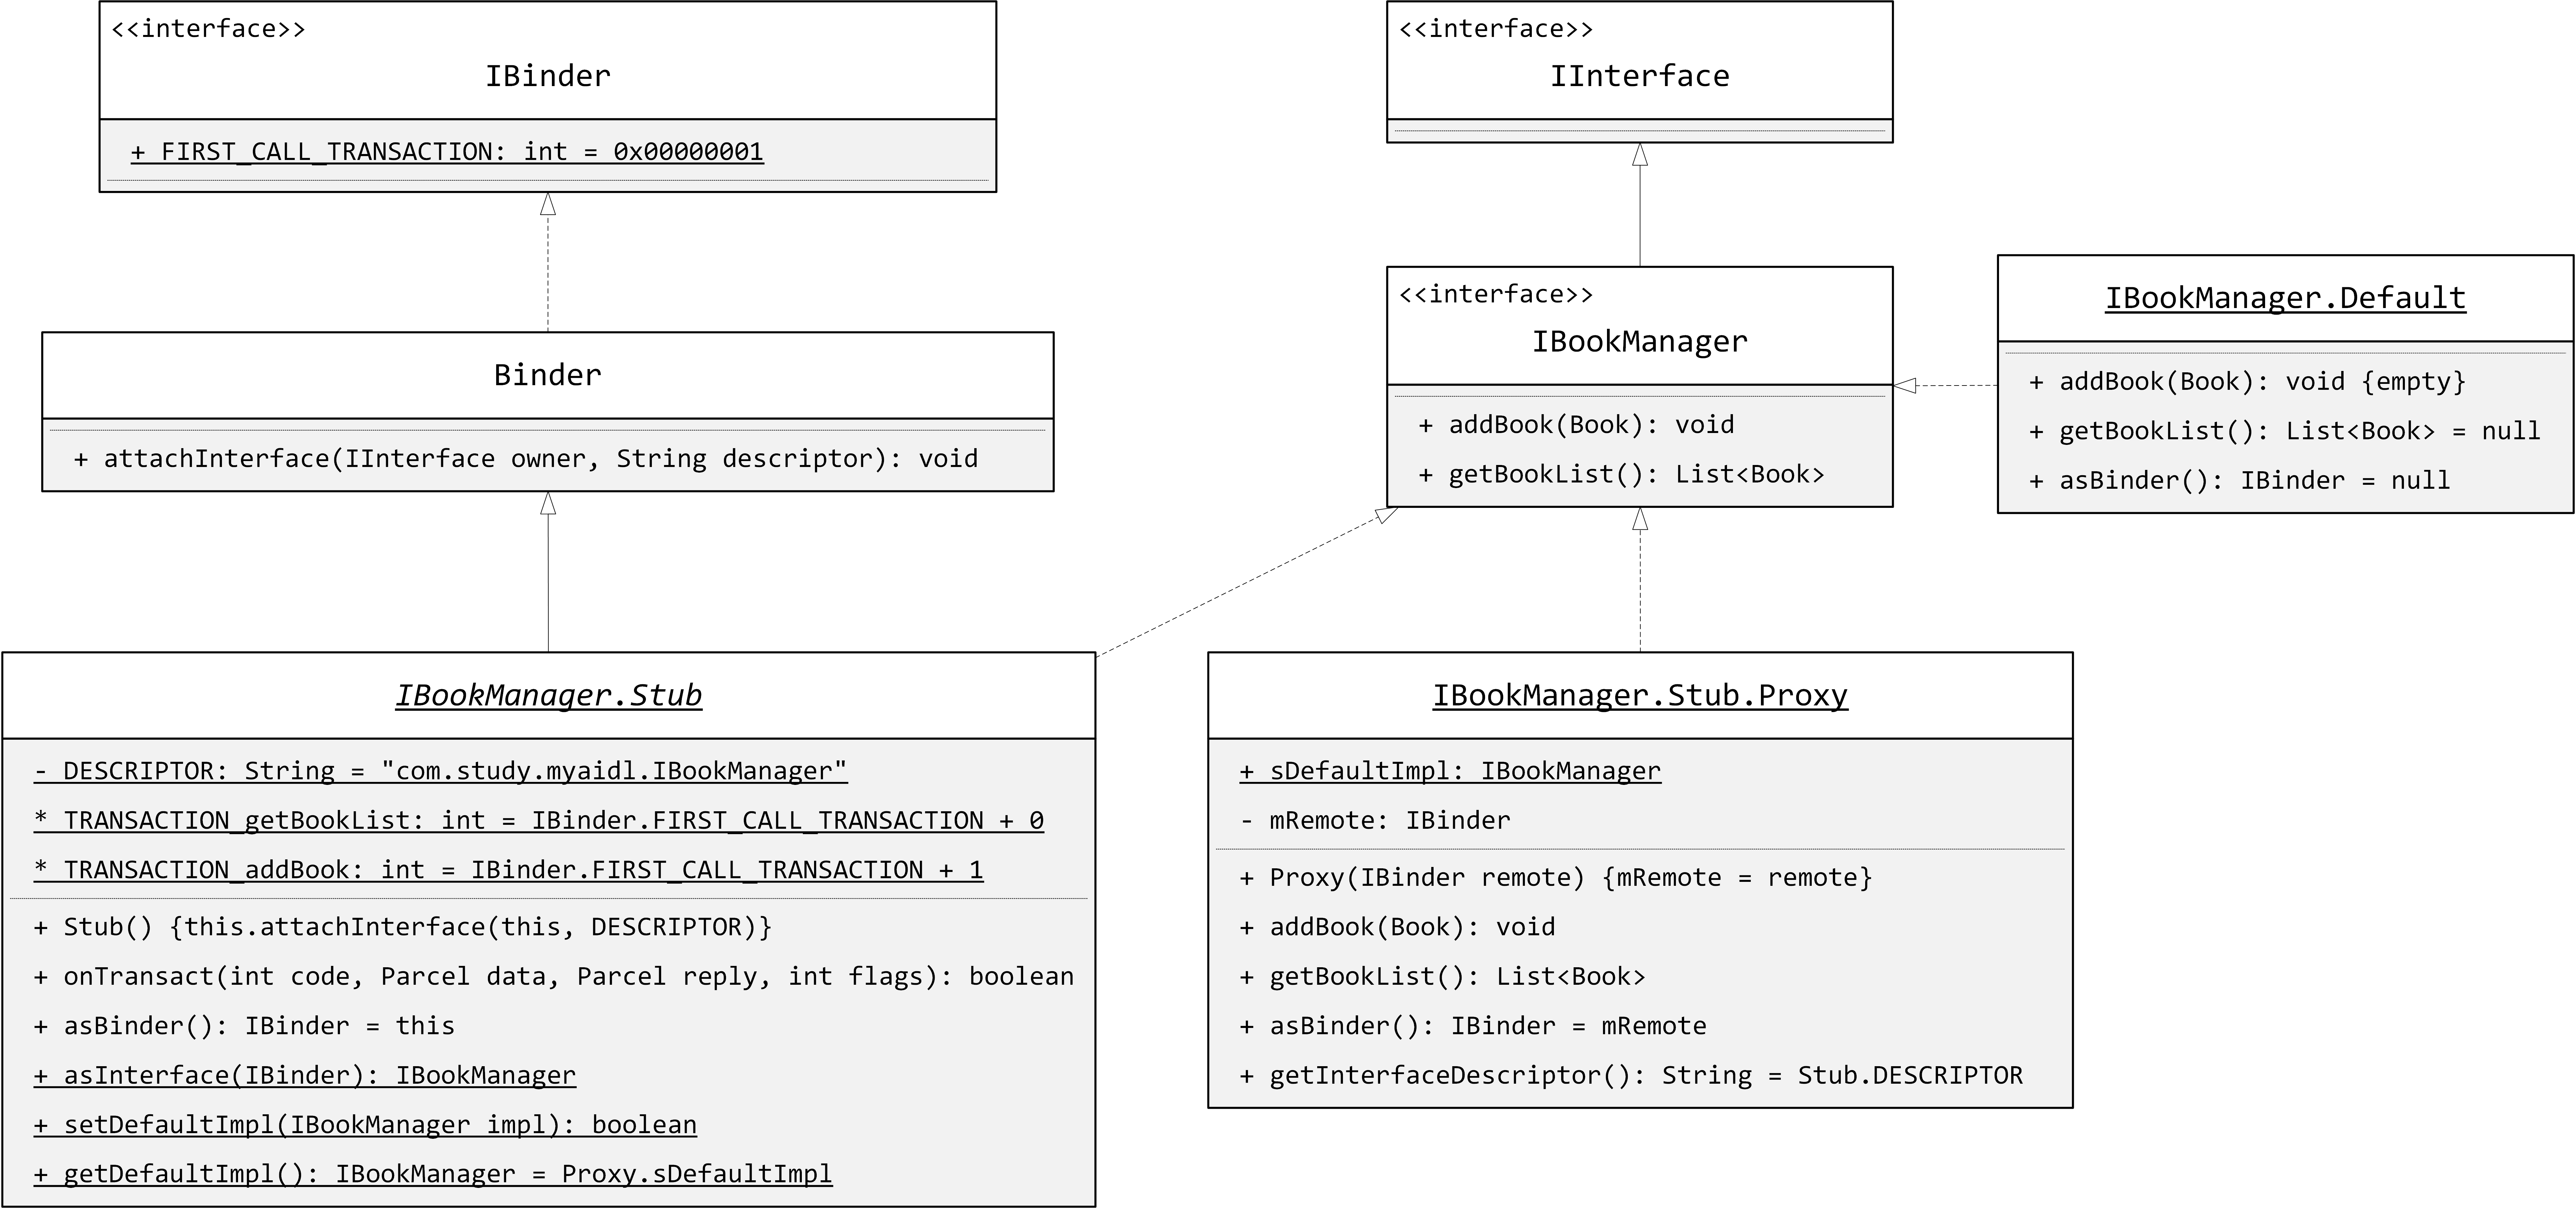 <<interface>>
IBinder
+ FIRST_CALL_TRANSACTION: int = 0x00000001
<<interface>>
IInterface
Binder
+ attachInterface(IInterface owner, String descriptor): void
<<interface>>
IBookManager
+ addBook(Book): void
+ getBookList(): List<Book>
IBookManager.Default
+ addBook(Book): void {empty}
+ getBookList(): List<Book> = null
+ asBinder(): IBinder = null
IBookManager.Stub
- DESCRIPTOR: String = "com.study.myaidl.IBookManager"
* TRANSACTION_getBookList: int = IBinder.FIRST_CALL_TRANSACTION + 0
* TRANSACTION_addBook: int = IBinder.FIRST_CALL_TRANSACTION + 1
+ Stub() {this.attachInterface(this, DESCRIPTOR)}
+ onTransact(int code, Parcel data, Parcel reply, int flags): boolean
+ asBinder(): IBinder = this
+ asInterface(IBinder): IBookManager
+ setDefaultImpl(IBookManager impl): boolean
+ getDefaultImpl(): IBookManager = Proxy.sDefaultImpl
IBookManager.Stub.Proxy
+ sDefaultImpl: IBookManager
- mRemote: IBinder
+ Proxy(IBinder remote) {mRemote = remote}
+ addBook(Book): void
+ getBookList(): List<Book>
+ asBinder(): IBinder = mRemote
+ getInterfaceDescriptor(): String = Stub.DESCRIPTOR